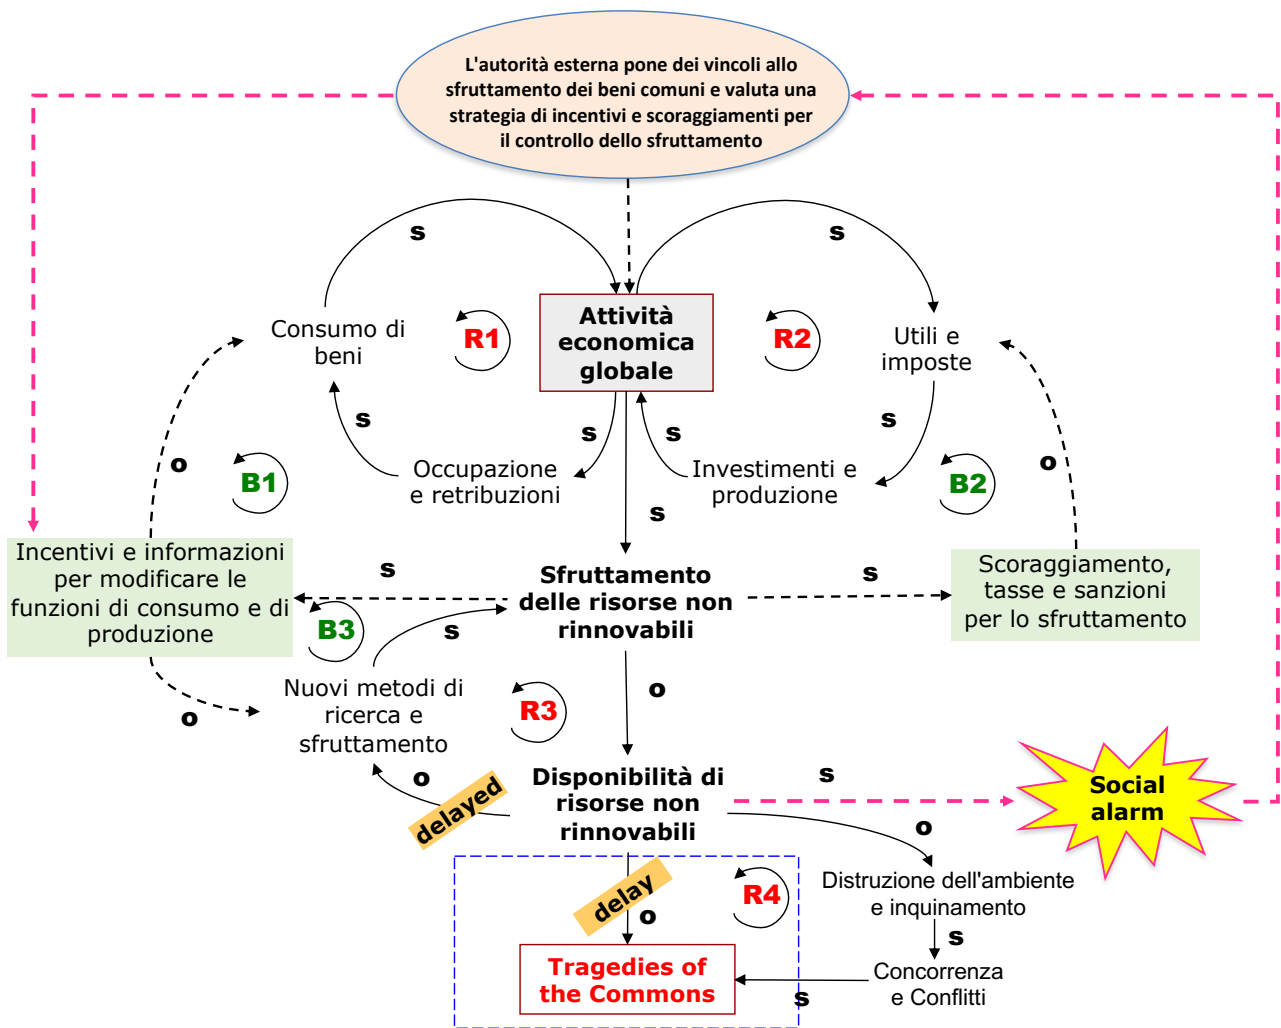 L'autorità esterna pone dei vincoli allo
sfruttamento dei beni comuni e valuta una
strategia di incentivi e scoraggiamenti per
il controllo dello sfruttamento
s
s
Consumo di
beni
R1
Attività
economica
globale
R2
Utili e
imposte
s
s
s
s
o
B1
Occupazione
e retribuzioni
Investimenti e
produzione
B2
o
s
Incentivi e informazioni
per modificare le
funzioni di consumo e di
produzione
s
Sfruttamento
delle risorse non
rinnovabili
s
Scoraggiamento,
tasse e sanzioni
per lo sfruttamento
B3
s
o
Nuovi metodi di
ricerca e
sfruttamento
R3
o
o
delayed
Disponibilità di
risorse non
rinnovabili
s
Social
alarm
o
delay
o
R4
Distruzione dell'ambiente
e inquinamento
s
Tragedies of
the Commons
s
Concorrenza
e Conflitti